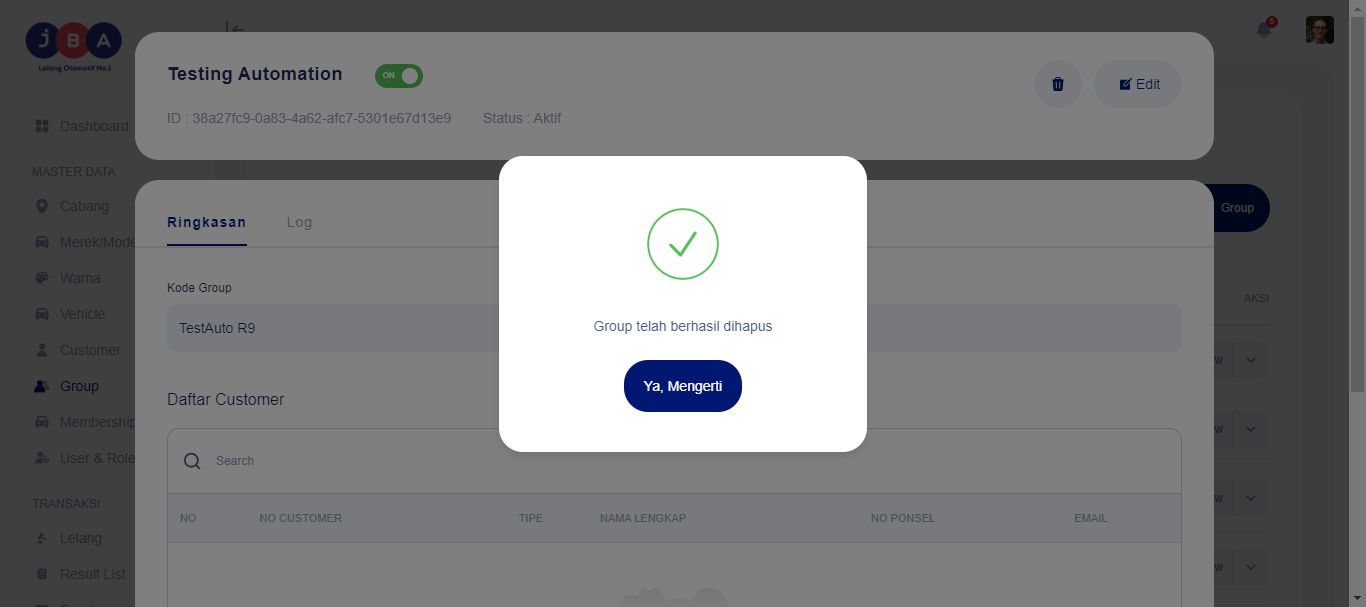 JBA
Lelang Otomotif No.1
6
Testing Automation
ON
Edit
ID : 38a27fc9-0a83-4a62-afc7-5301e67d13e9
Status : Aktif
Dashboard
MASTER DATA
Cabang
Merek/Mode
Warna
Vehicle
Customer
Group
Membership
User & Role
TRANSAKSI
Lelang
Result List
Ringkasan
Log
Group
Kode Group
TestAuto R9
AKSI
Daftar Customer
Search
NO
NO CUSTOMER
TIPE
NAMA LENGKAP
NO PONSEL
EMAIL
w
w
w
w
Group telah berhasil dihapus
Ya, Mengerti